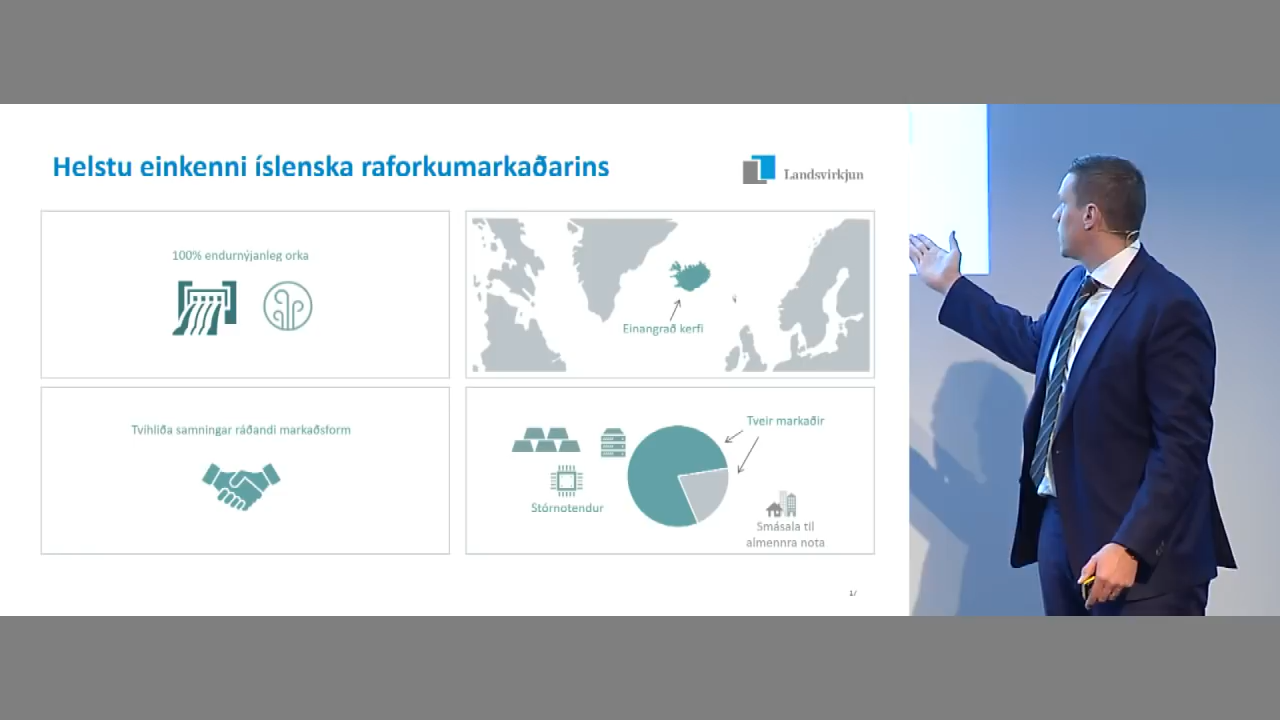 Helstu einkenni íslenska raforkumarkaðarins
Landsvirkjun
100% endurnýjanleg orka
Einangrað kerfi
Tvíhliða samningar ráðandi markaðsform
Tveir markaðir
Stórnotendur
Smásala til
almennra nota